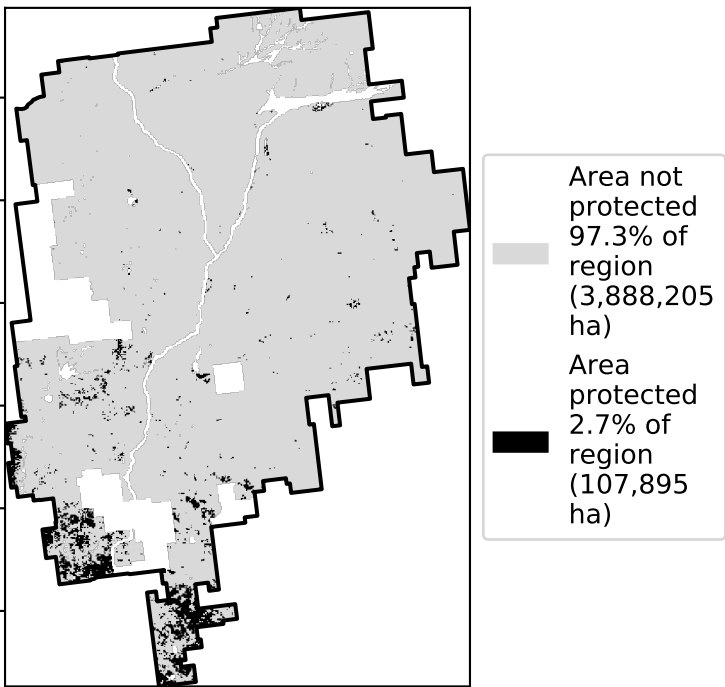 Area not
protected
97.3% of
region
(3,888,205
ha)
Area
protected
2.7% of
region
(107,895
ha)